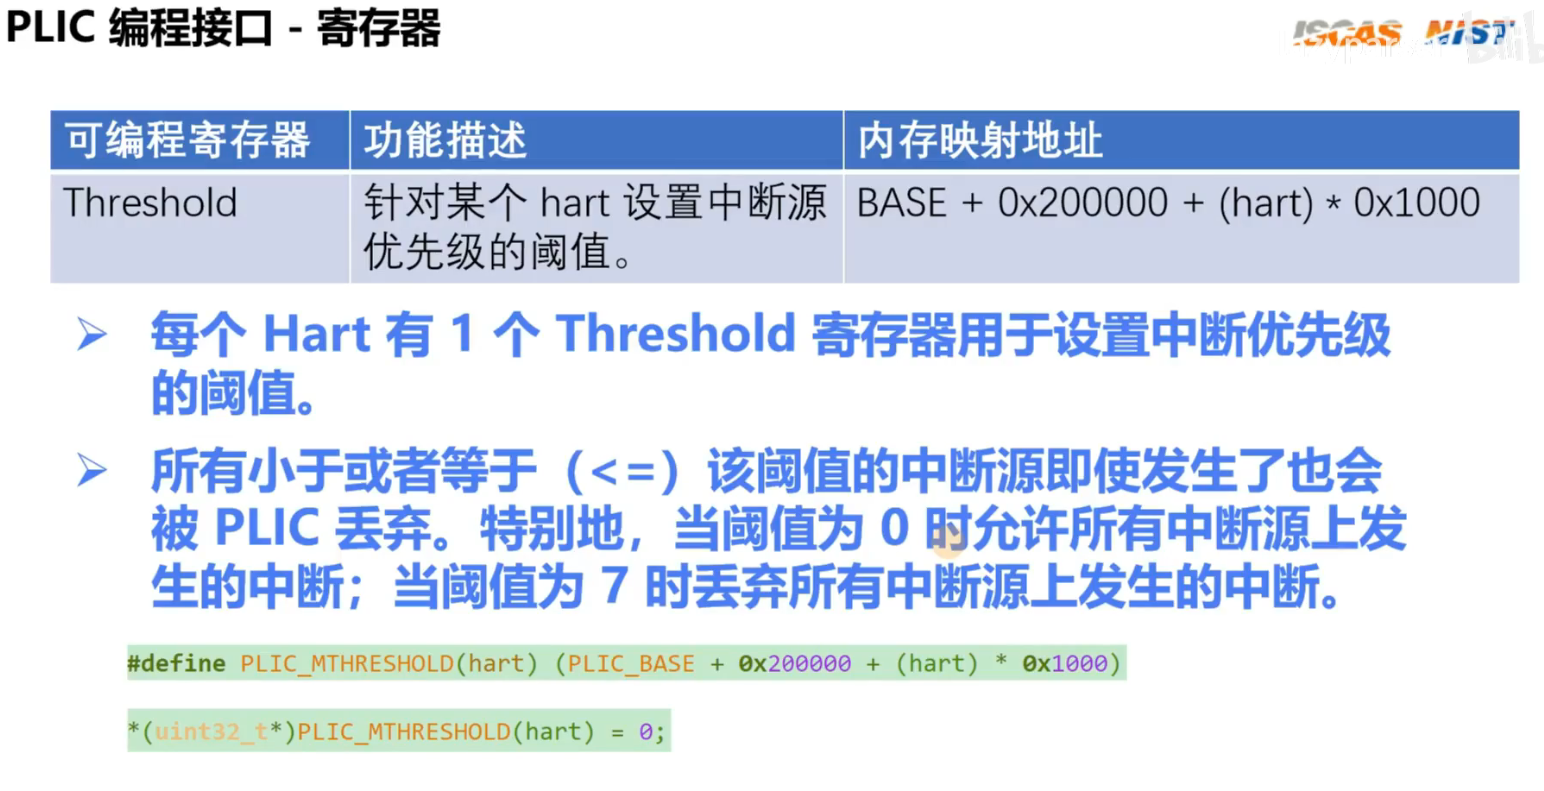 PLIC 编程接口 - 寄存器
ISCAS NIST
可编程寄存器 功能描述 内存映射地址
Threshold 针对某个 hart 设置中断源 BASE + 0x200000 + (hart) * 0x1000
优先级的阈值。
➢ 每个 Hart 有 1 个 Threshold 寄存器用于设置中断优先级
的阈值。
➢ 所有小于或者等于（<=）该阈值的中断源即使发生了也会
被 PLIC 丢弃。特别地，当阈值为 0 时允许所有中断源上发
生的中断；当阈值为 7 时丢弃所有中断源上发生的中断。
#define PLIC_MTHRESHOLD(hart) (PLIC_BASE + 0x200000 + (hart) * 0x1000)
*(uint32_t*)PLIC_MTHRESHOLD(hart) = 0;